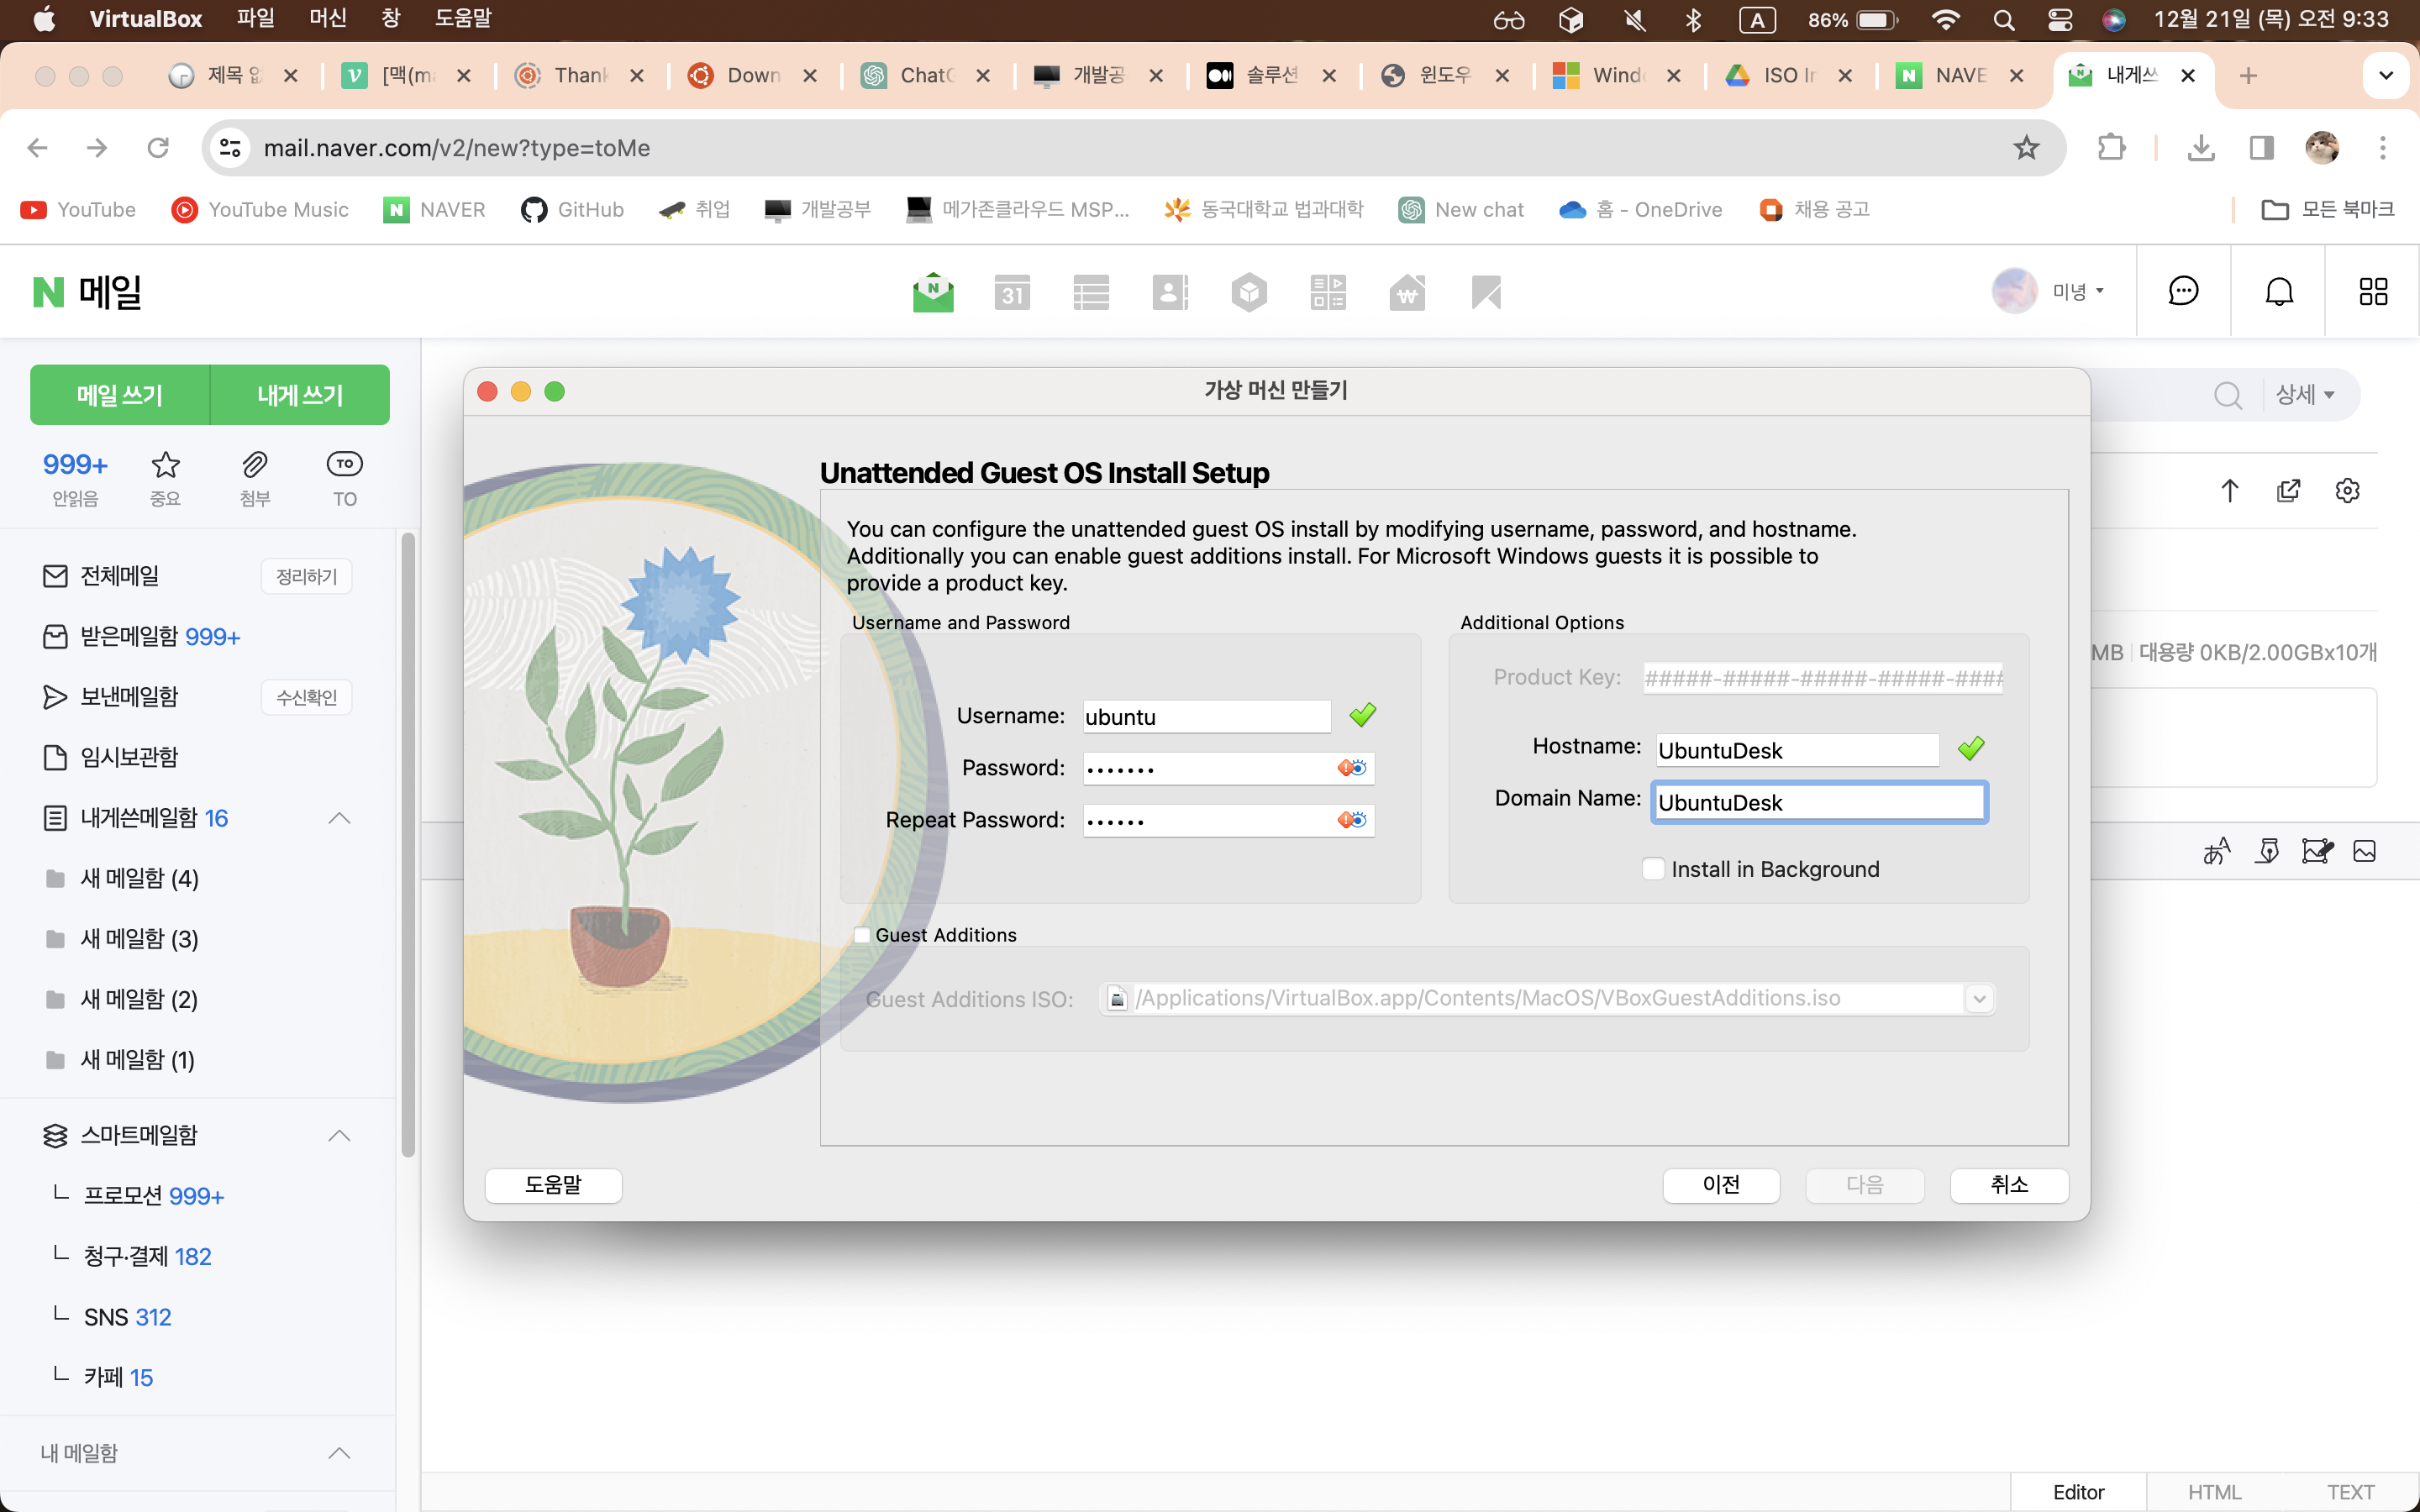 VirtualBox 파일 머신 창 도움말 A 86% 12월 21일 (목) 오전 9:33
제목 없 [맥(ma Thank Down ChatG 개발공 솔루션 윈도우 Wind ISO In NAVE 내게쓰
mail.naver.com/v2/new?type=toMe
YouTube YouTube Music NAVER GitHub 취업 개발공부 메가존클라우드 MSP... 동국대학교 법과대학 New chat 홈 - OneDrive 채용 공고 모든 북마크
N 메일 31 미녕
메일 쓰기 내게 쓰기
상세
999+ TO
안읽음 중요 첨부 TO
전체메일 정리하기
받은메일함 999+
보낸메일함 수신확인
임시보관함
내게쓴메일함 16
새 메일함 (4)
새 메일함 (3)
새 메일함 (2)
새 메일함 (1)
스마트메일함
프로모션 999+
청구·결제 182
SNS 312
카페 15
내 메일함
가상 머신 만들기
Unattended Guest OS Install Setup
You can configure the unattended guest OS install by modifying username, password, and hostname.
Additionally you can enable guest additions install. For Microsoft Windows guests it is possible to
provide a product key.
Username and Password
Username: ubuntu
Password: •••••••
Repeat Password: ••••••
Additional Options
Product Key: #####-#####-#####-#####-####
Hostname: UbuntuDesk
Domain Name: UbuntuDesk
Install in Background
Guest Additions
Guest Additions ISO: /Applications/VirtualBox.app/Contents/MacOS/VBoxGuestAdditions.iso
도움말 이전 다음 취소
MB 대용량 0KB/2.00GBx10개
Editor HTML TEXT